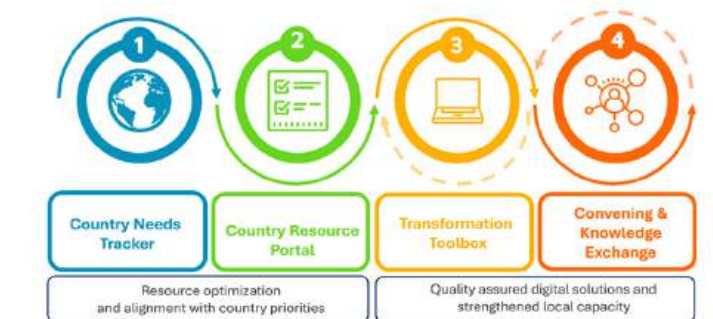 1
2
3
4
Country Needs
Tracker
Country Resource
Portal
Transformation
Toolbox
Convening &
Knowledge
Exchange
Resource optimization
and alignment with country priorities
Quality assured digital solutions and
strengthened local capacity